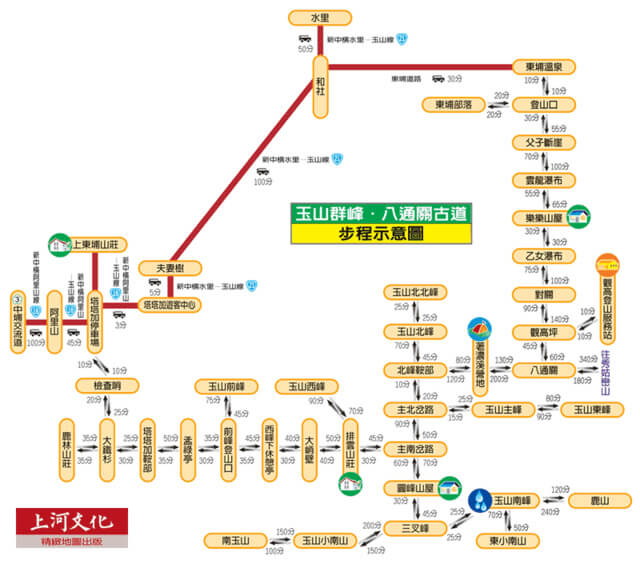 水里
50分
新中橫水里－玉山線
21
和社
東埔溫泉
東埔道路
30分
10分
10分
20分
東埔部落
登山口
20分
30分
55分
父子斷崖
70分
100分
新中橫水里－玉山線
21
雲龍瀑布
100分
55分
65分
玉山群峰．八通關古道
步程示意圖
樂樂山屋
30分
30分
上東埔山莊
乙女瀑布
75分
100分
夫妻樹
對關
觀高登山服務站
5分
新中橫水里－玉山線
21
90分
140分
③中埔交流道
新中橫阿里山線
18
100分
阿里山
新中橫阿里山－玉山線
18
45分
塔塔加停車場
新中橫阿里山－玉山線
3分
塔塔加遊客中心
玉山北北峰
25分
25分
玉山北峰
觀高坪
10分
10分
70分
45分
荖濃溪營地
45分
60分
10分
10分
北峰鞍部
80分
120分
130分
200分
八通關
340分
180分
往秀姑巒山
檢查哨
玉山前峰
玉山西峰
10分
20分
20分
25分
75分
45分
90分
70分
主北岔路
25分
15分
玉山主峰
80分
90分
玉山東峰
鹿林山莊
35分
35分
大鐵杉
25分
30分
塔塔加鞍部
50分
35分
孟祿亭
35分
35分
前峰登山口
45分
30分
西峰下休憩亭
40分
30分
大峭壁
50分
40分
排雲山莊
45分
30分
90分
50分
主南岔路
60分
70分
圓峰山屋
玉山南峰
120分
240分
鹿山
30分
45分
25分
25分
70分
50分
上河文化
精緻地圖出版
南玉山
150分
100分
玉山小南山
200分
150分
三叉峰
東小南山